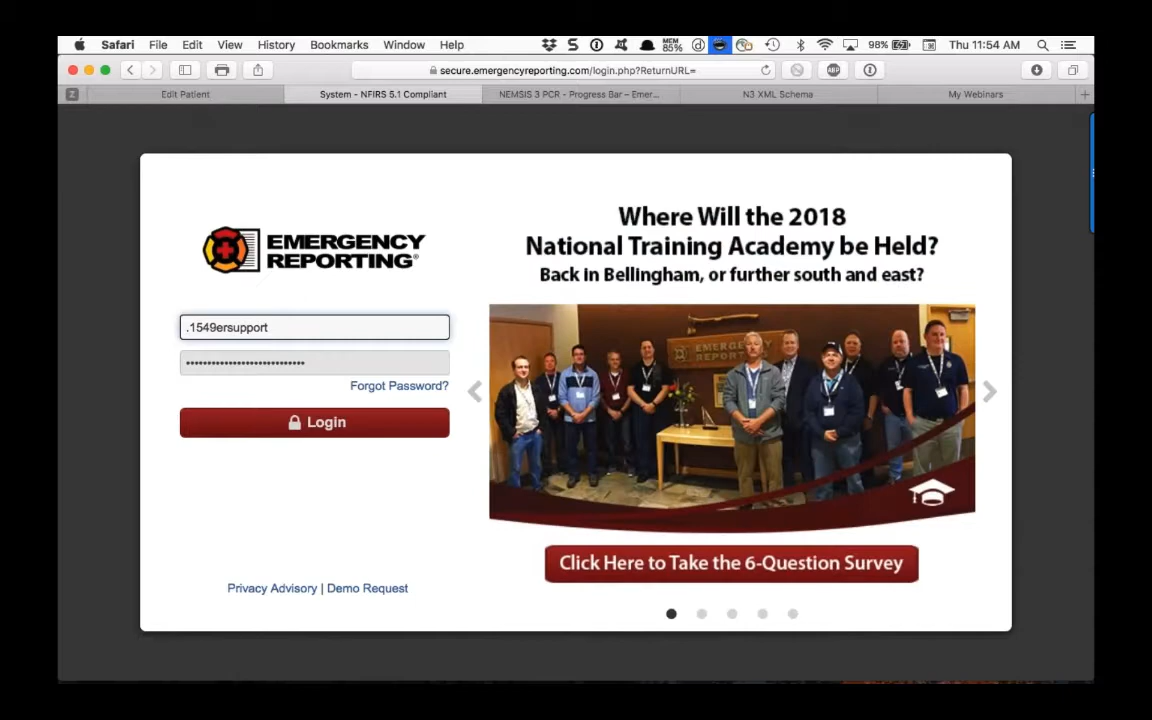 Safari File Edit View History Bookmarks Window Help MEM 85% 98% Thu 11:54 AM
secure.emergencyreporting.com/login.php?ReturnURL= ABP
Z Edit Patient System - NFIRS 5.1 Compliant NEMSIS 3 PCR - Progress Bar – Emer... N3 XML Schema My Webinars +
Where Will the 2018
National Training Academy be Held?
Back in Bellingham, or further south and east?
EMERGENCY
REPORTING®
.1549ersupport
Forgot Password?
Login
EMERGENCY
Click Here to Take the 6-Question Survey
Privacy Advisory | Demo Request